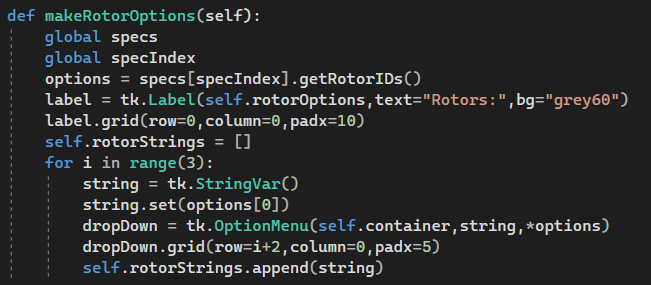 def makeRotorOptions(self):
    global specs
    global specIndex
    options = specs[specIndex].getRotorIDs()
    label = tk.Label(self.rotorOptions,text="Rotors:",bg="grey60")
    label.grid(row=0,column=0,padx=10)
    self.rotorStrings = []
    for i in range(3):
        string = tk.StringVar()
        string.set(options[0])
        dropDown = tk.OptionMenu(self.container,string,*options)
        dropDown.grid(row=i+2,column=0,padx=5)
        self.rotorStrings.append(string)